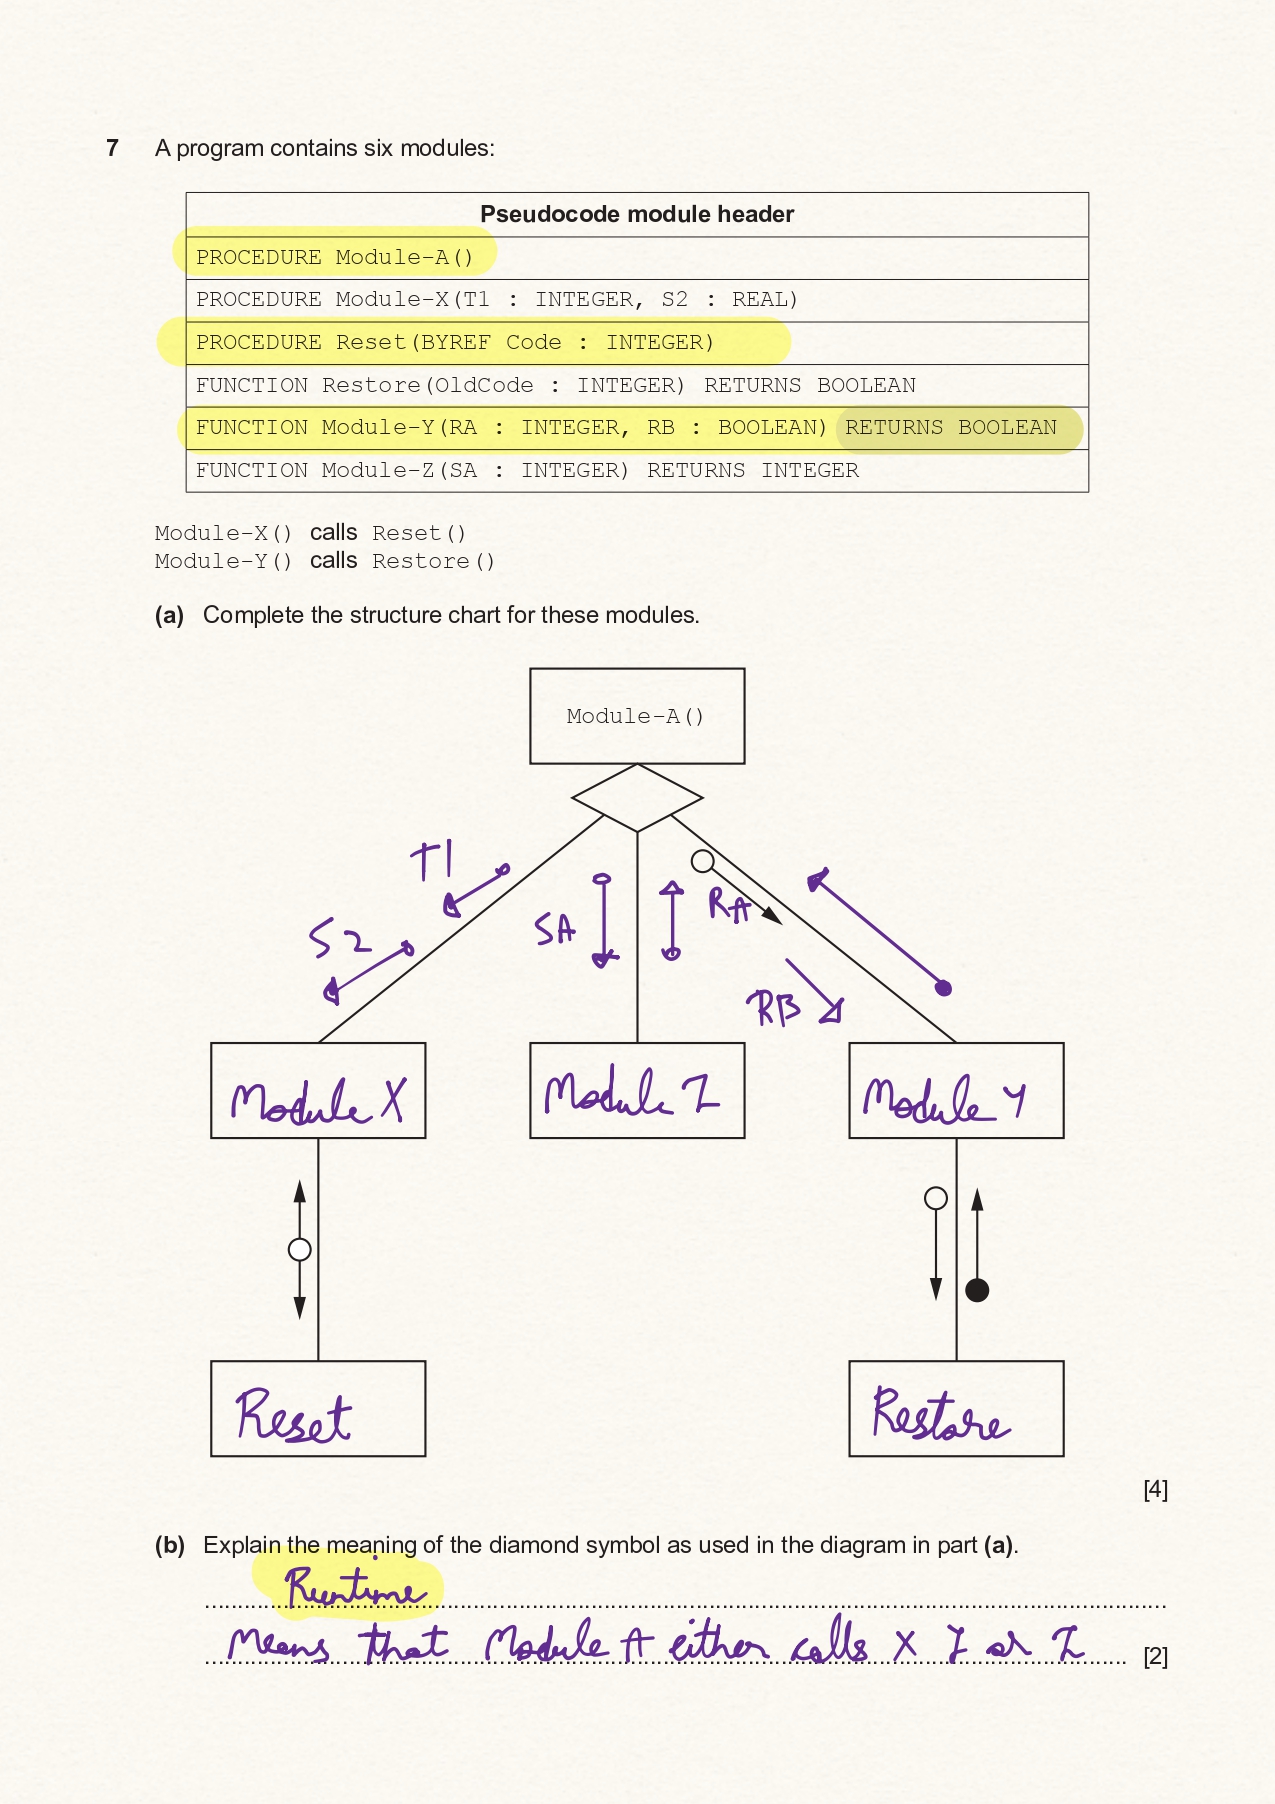 7 A program contains six modules:
Pseudocode module header
PROCEDURE Module-A()
PROCEDURE Module-X(T1 : INTEGER, S2 : REAL)
PROCEDURE Reset(BYREF Code : INTEGER)
FUNCTION Restore(OldCode : INTEGER) RETURNS BOOLEAN
FUNCTION Module-Y(RA : INTEGER, RB : BOOLEAN) RETURNS BOOLEAN
FUNCTION Module-Z(SA : INTEGER) RETURNS INTEGER
Module-X() calls Reset()
Module-Y() calls Restore()
(a) Complete the structure chart for these modules.
Module-A()
T1
S2
SA
RA
RB
Module X
Module Z
Module Y
Reset
Restore
[4]
(b) Explain the meaning of the diamond symbol as used in the diagram in part (a).
Runtime
Means that Module A either calls X Y or Z [2]